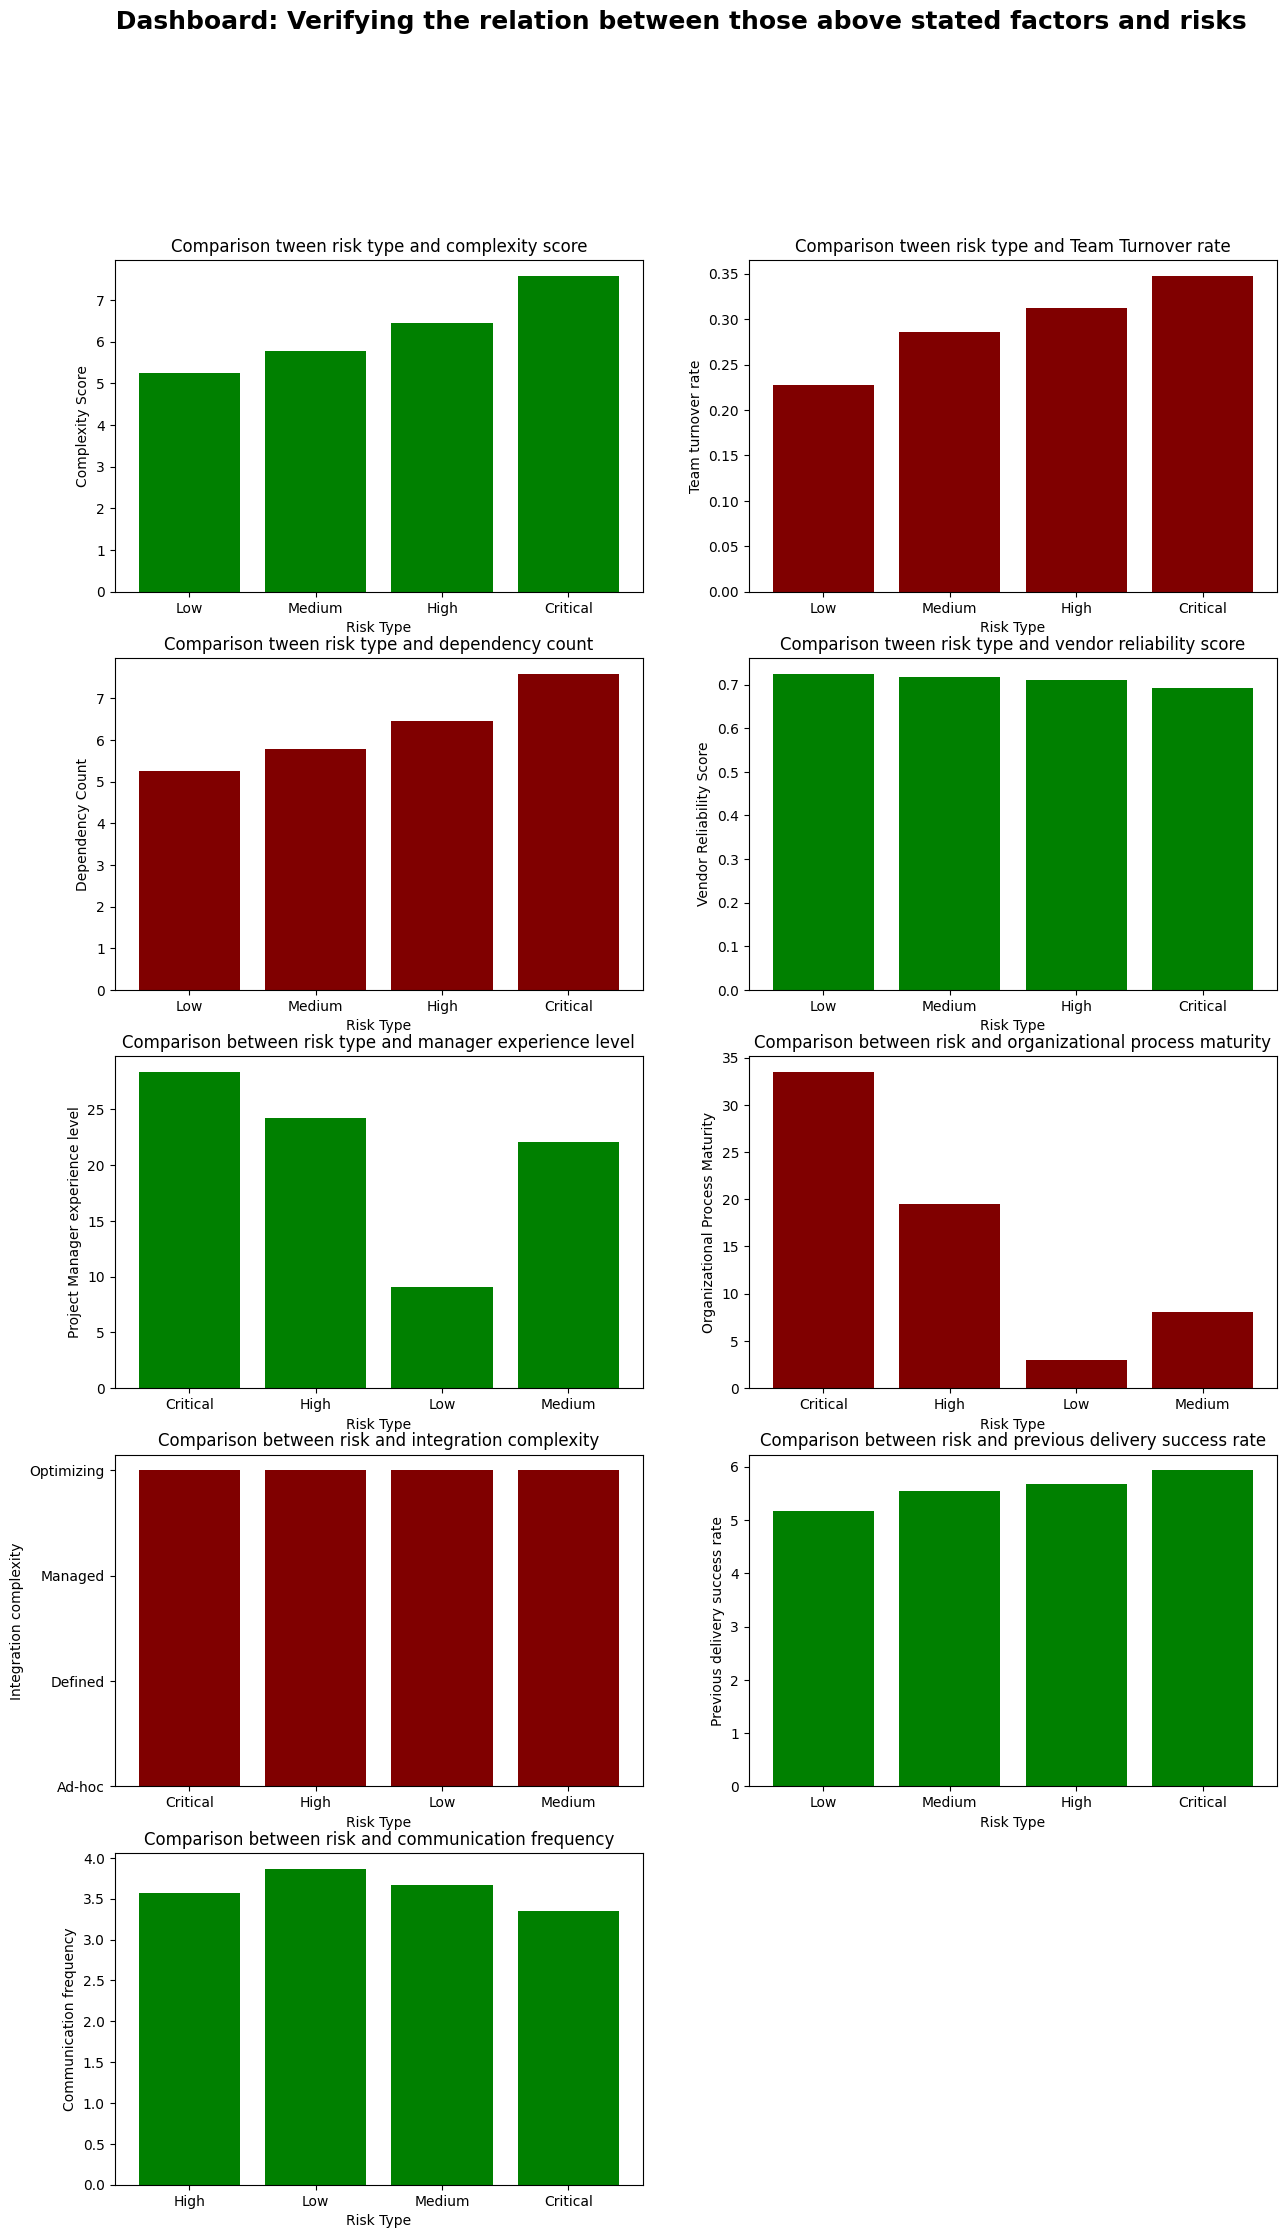 Dashboard: Verifying the relation between those above stated factors and risks
Comparison tween risk type and complexity score
Complexity Score
7
6
5
4
3
2
1
0
Low Medium High Critical
Risk Type
Comparison tween risk type and Team Turnover rate
Team turnover rate
0.35
0.30
0.25
0.20
0.15
0.10
0.05
0.00
Low Medium High Critical
Risk Type
Comparison tween risk type and dependency count
Dependency Count
7
6
5
4
3
2
1
0
Low Medium High Critical
Risk Type
Comparison tween risk type and vendor reliability score
Vendor Reliability Score
0.7
0.6
0.5
0.4
0.3
0.2
0.1
0.0
Low Medium High Critical
Risk Type
Comparison between risk type and manager experience level
Project Manager experience level
25
20
15
10
5
0
Critical High Low Medium
Risk Type
Comparison between risk and organizational process maturity
Organizational Process Maturity
35
30
25
20
15
10
5
0
Critical High Low Medium
Risk Type
Comparison between risk and integration complexity
Integration complexity
Optimizing
Managed
Defined
Ad-hoc
Critical High Low Medium
Risk Type
Comparison between risk and previous delivery success rate
Previous delivery success rate
6
5
4
3
2
1
0
Low Medium High Critical
Risk Type
Comparison between risk and communication frequency
Communication frequency
4.0
3.5
3.0
2.5
2.0
1.5
1.0
0.5
0.0
High Low Medium Critical
Risk Type